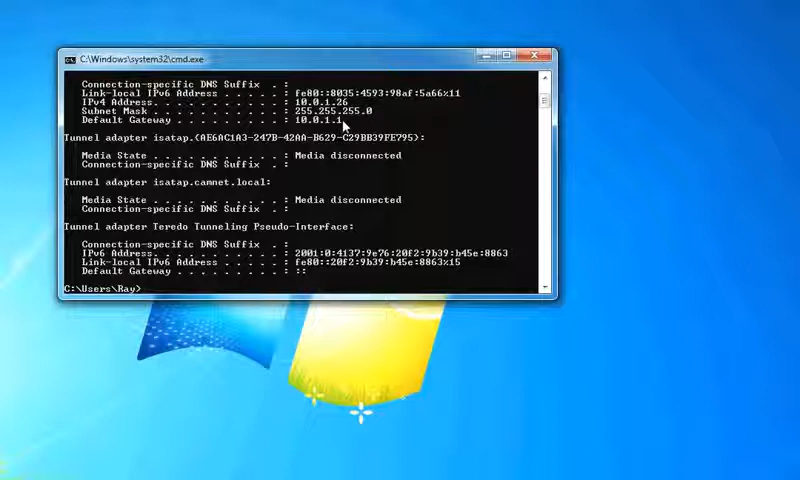 C:\Windows\system32\cmd.exe
Connection-specific DNS Suffix . :
Link-local IPv6 Address . . . . . : fe80::8035:4593:98af:5a66%11
IPv4 Address. . . . . . . . . . . : 10.0.1.26
Subnet Mask . . . . . . . . . . . : 255.255.255.0
Default Gateway . . . . . . . . . : 10.0.1.1
Tunnel adapter isatap.{AE6AC1A3-247B-42AA-B629-C29BB39FE795}:
Media State . . . . . . . . . . . : Media disconnected
Connection-specific DNS Suffix . :
Tunnel adapter isatap.camnet.local:
Media State . . . . . . . . . . . : Media disconnected
Connection-specific DNS Suffix . :
Tunnel adapter Teredo Tunneling Pseudo-Interface:
Connection-specific DNS Suffix . :
IPv6 Address. . . . . . . . . . . : 2001:0:4137:9e76:20f2:9b39:b45e:8863
Link-local IPv6 Address . . . . . : fe80::20f2:9b39:b45e:8863%15
Default Gateway . . . . . . . . . : ::
C:\Users\Ray>